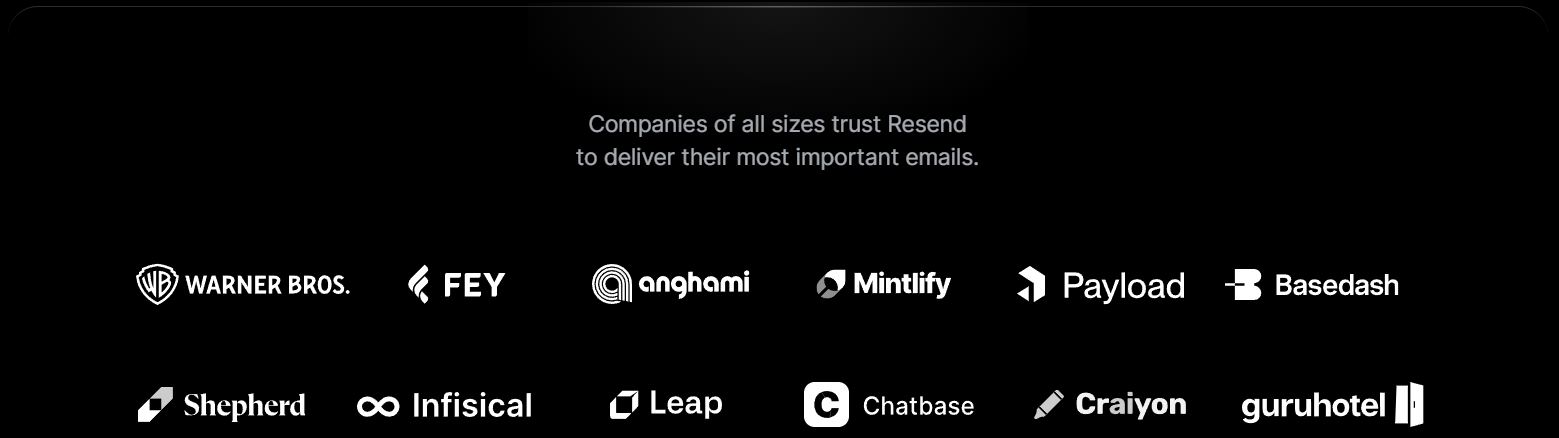 Companies of all sizes trust Resend
to deliver their most important emails.
WB WARNER BROS. FEY anghami Mintlify Payload Basedash
Shepherd Infisical Leap C Chatbase Craiyon guruhotel